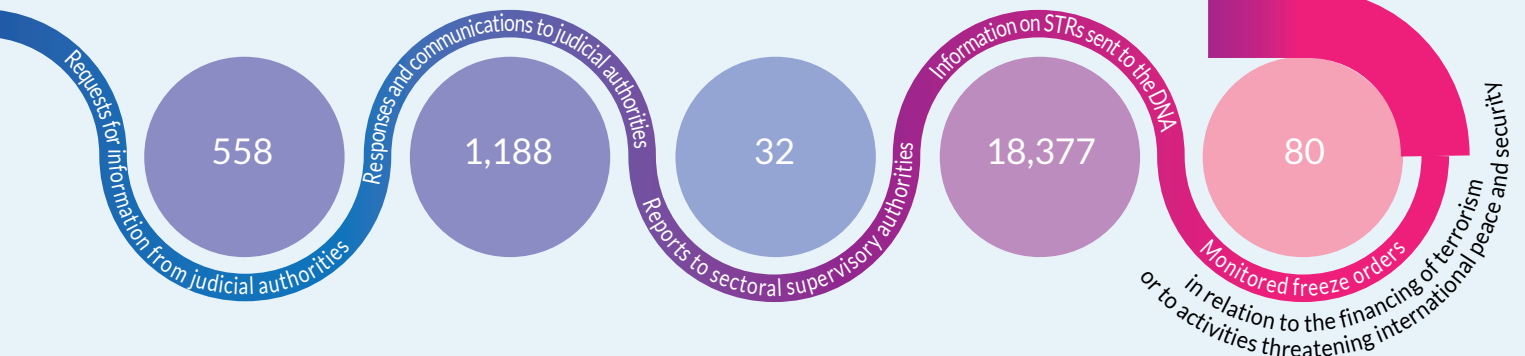 Requests for information from judicial authorities
558
Responses and communications to judicial authorities
1,188
Reports to sectoral supervisory authorities
32
Information on STRs sent to the DNA
18,377
Monitored freeze orders
in relation to the financing of terrorism
or to activities threatening international peace and security
80